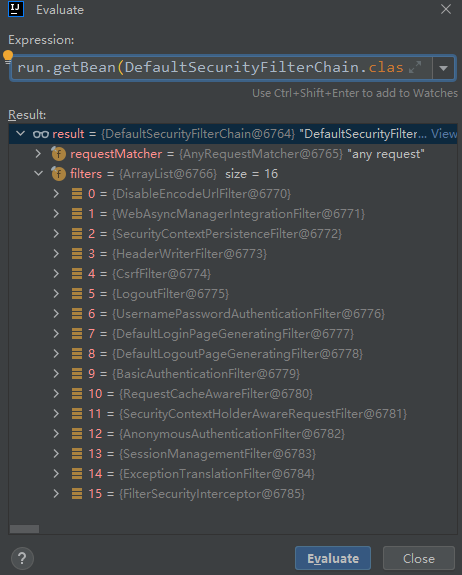 Evaluate
Expression:
run.getBean(DefaultSecurityFilterChain.clas
Use Ctrl+Shift+Enter to add to Watches
Result:
result = {DefaultSecurityFilterChain@6764} "DefaultSecurityFilter... View
requestMatcher = {AnyRequestMatcher@6765} "any request"
filters = {ArrayList@6766} size = 16
0 = {DisableEncodeUrlFilter@6770}
1 = {WebAsyncManagerIntegrationFilter@6771}
2 = {SecurityContextPersistenceFilter@6772}
3 = {HeaderWriterFilter@6773}
4 = {CsrfFilter@6774}
5 = {LogoutFilter@6775}
6 = {UsernamePasswordAuthenticationFilter@6776}
7 = {DefaultLoginPageGeneratingFilter@6777}
8 = {DefaultLogoutPageGeneratingFilter@6778}
9 = {BasicAuthenticationFilter@6779}
10 = {RequestCacheAwareFilter@6780}
11 = {SecurityContextHolderAwareRequestFilter@6781}
12 = {AnonymousAuthenticationFilter@6782}
13 = {SessionManagementFilter@6783}
14 = {ExceptionTranslationFilter@6784}
15 = {FilterSecurityInterceptor@6785}
? Evaluate Close